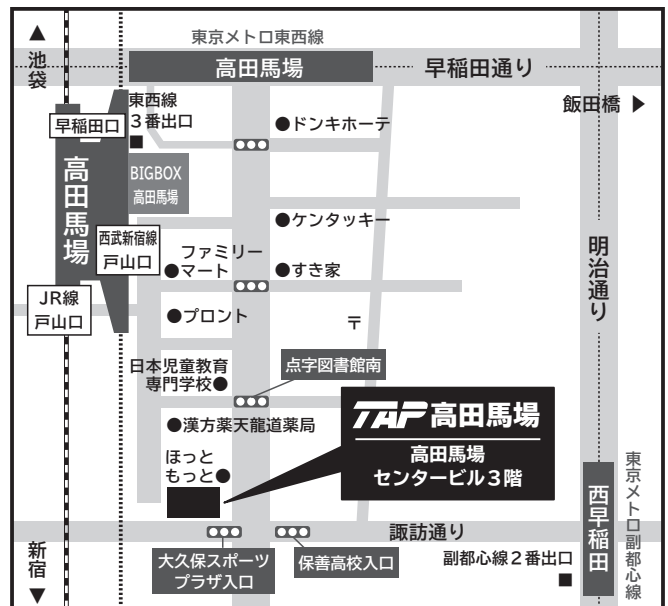 ▲
池袋
東京メトロ東西線
高田馬場
早稲田通り
飯田橋 ▶
東西線
3番出口
■
早稲田口
高田馬場
BIGBOX
高田馬場
●ドンキホーテ
●ケンタッキー
西武新宿線
戸山口
ファミリー
●マート
●すき家
明治通り
JR線
戸山口
●プロント
〒
日本児童教育
専門学校●
点字図書館南
●漢方薬天龍道薬局
TAP 高田馬場
高田馬場
センタービル3階
ほっと
もっと●
諏訪通り
西早稲田
東京メトロ副都心線
大久保スポーツ
プラザ入口
保善高校入口
副都心線2番出口
■
新宿
▼